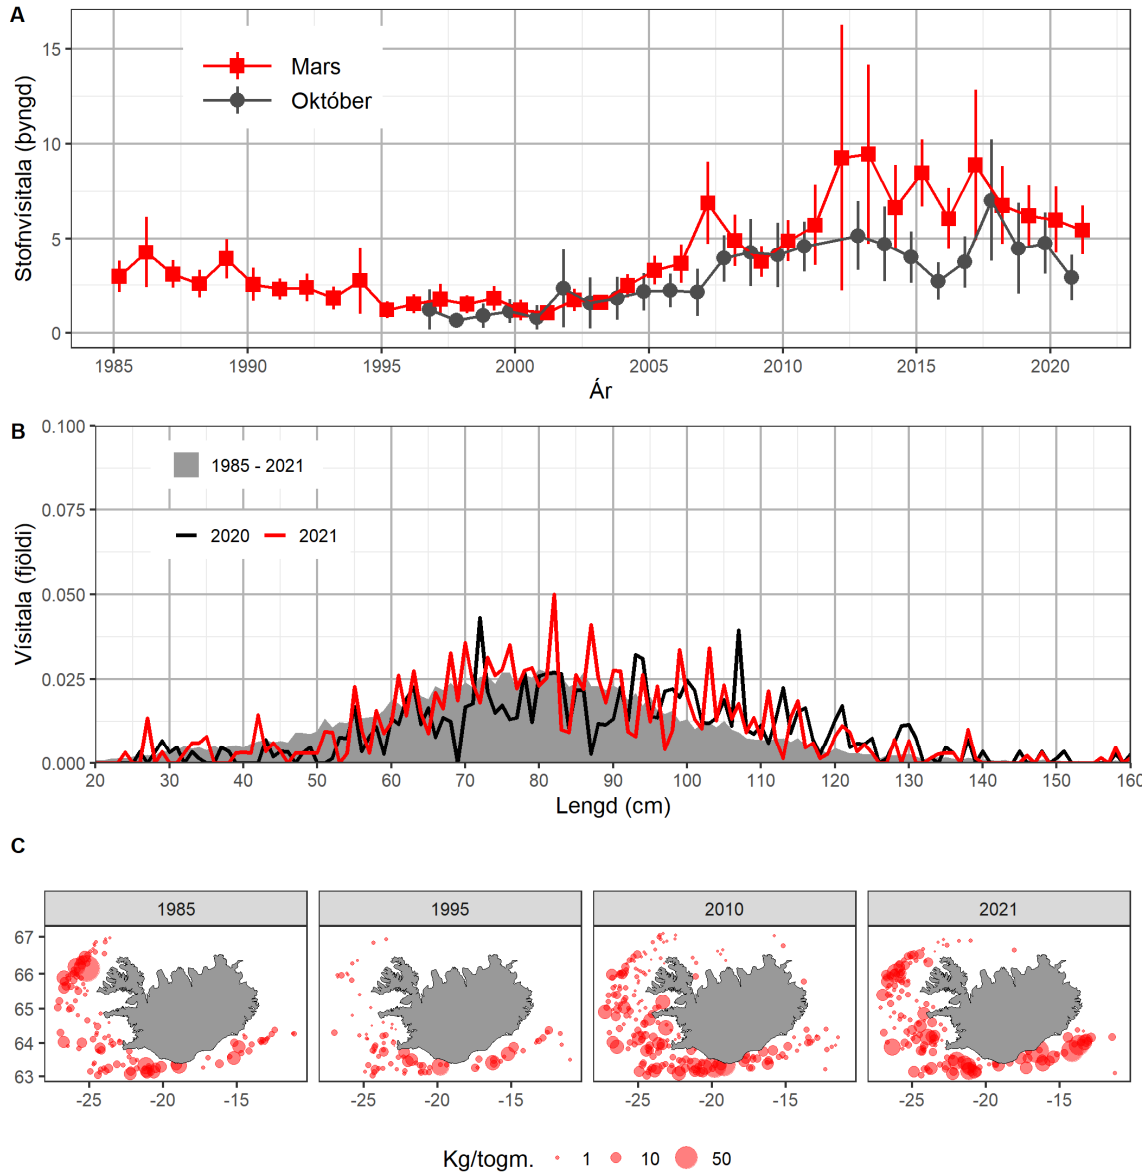 A
Stofnvísitala (þyngd)
15
10
5
0
Mars
Október
1985 1990 1995 2000 2005 2010 2015 2020
Ár
B
Vísitala (fjöldi)
0.100
0.075
0.050
0.025
0.000
1985 - 2021
2020 2021
20 30 40 50 60 70 80 90 100 110 120 130 140 150 160
Lengd (cm)
C
1985 1995 2010 2021
67
66
65
64
63
-25 -20 -15 -25 -20 -15 -25 -20 -15 -25 -20 -15
Kg/togm. 1 10 50